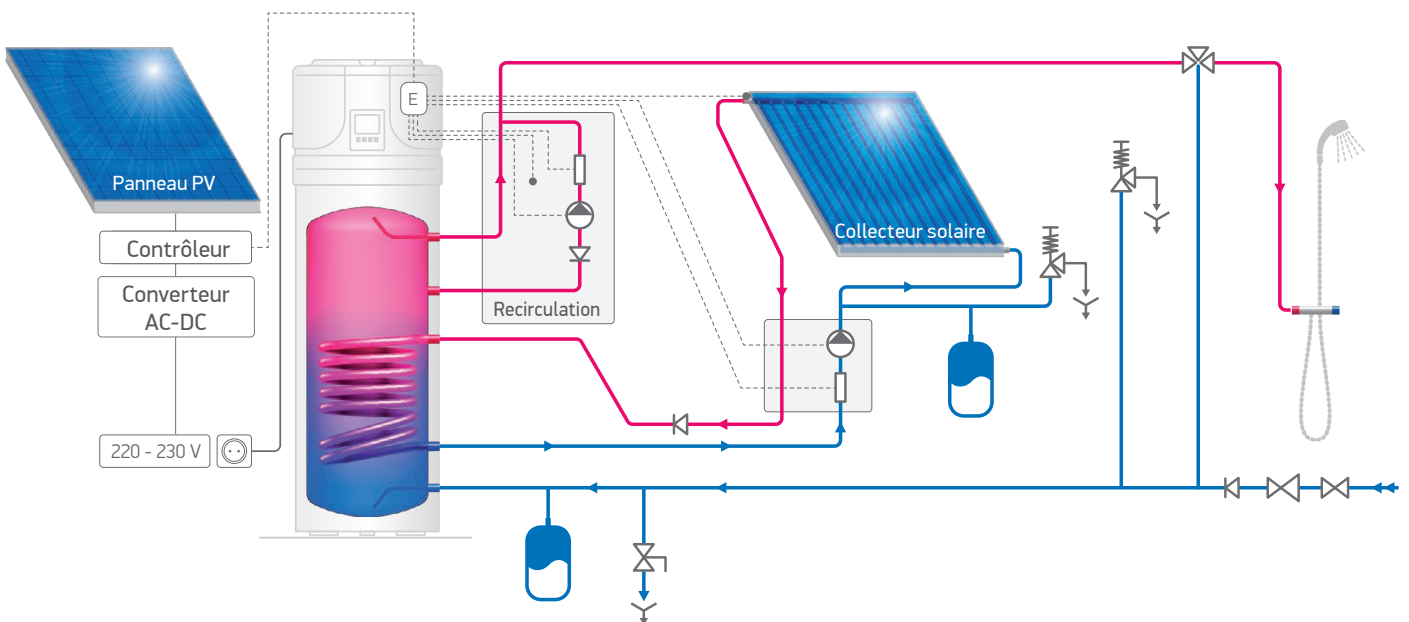 Panneau PV
Contrôleur
Converteur
AC-DC
220 - 230 V
E
Recirculation
Collecteur solaire